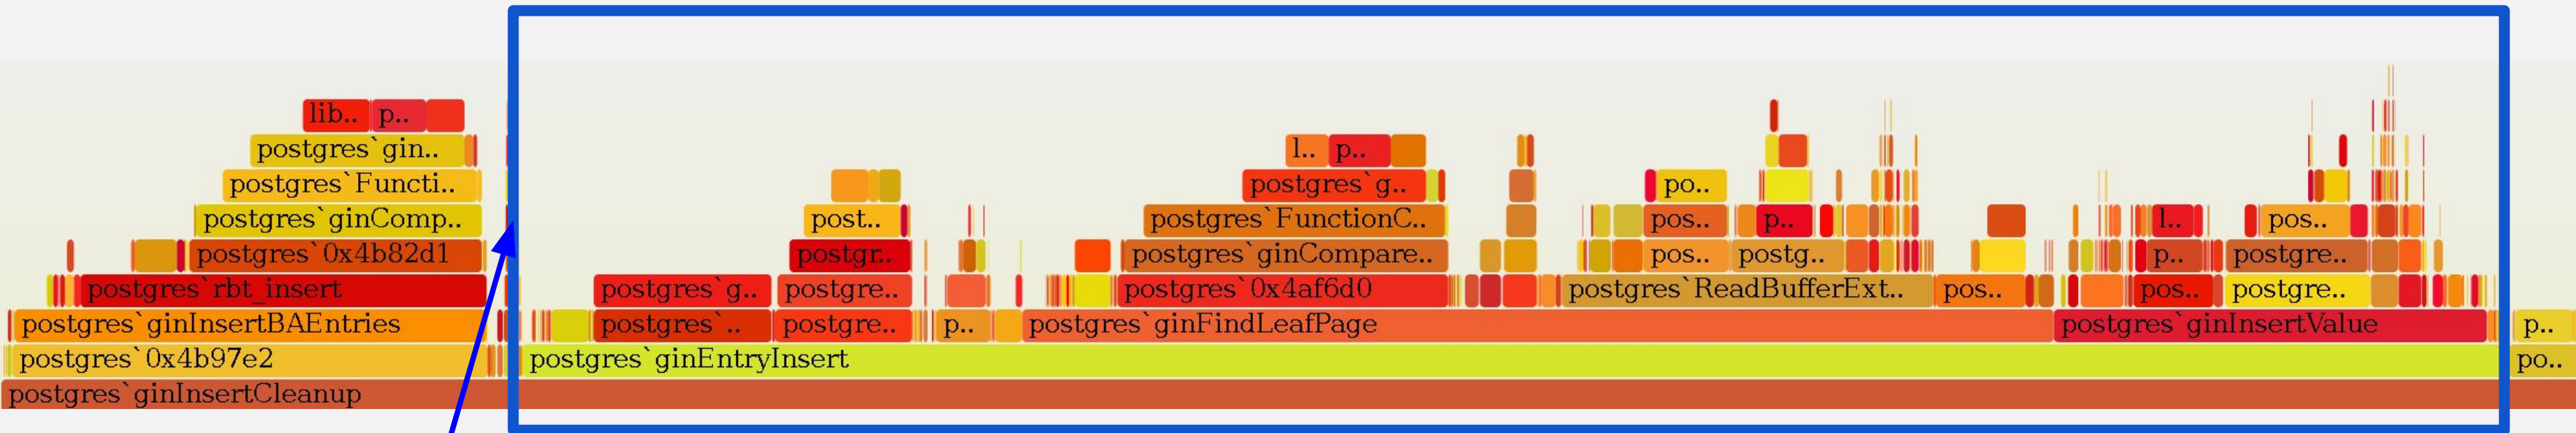 lib.. p..
postgres`gin.. l.. p..
postgres`Functi.. postgres`g.. po..
postgres`ginComp.. post.. postgres`FunctionC.. pos.. p.. l.. pos..
postgres`0x4b82d1 postgr.. postgres`ginCompare.. pos.. postg.. p.. postgre..
postgres`rbt_insert postgres`g.. postgre.. postgres`0x4af6d0 postgres`ReadBufferExt.. pos.. pos.. postgre..
postgres`ginInsertBAEntries postgres`.. postgre.. p.. postgres`ginFindLeafPage postgres`ginInsertValue p..
postgres`0x4b97e2 postgres`ginEntryInsert po..
postgres`ginInsertCleanup